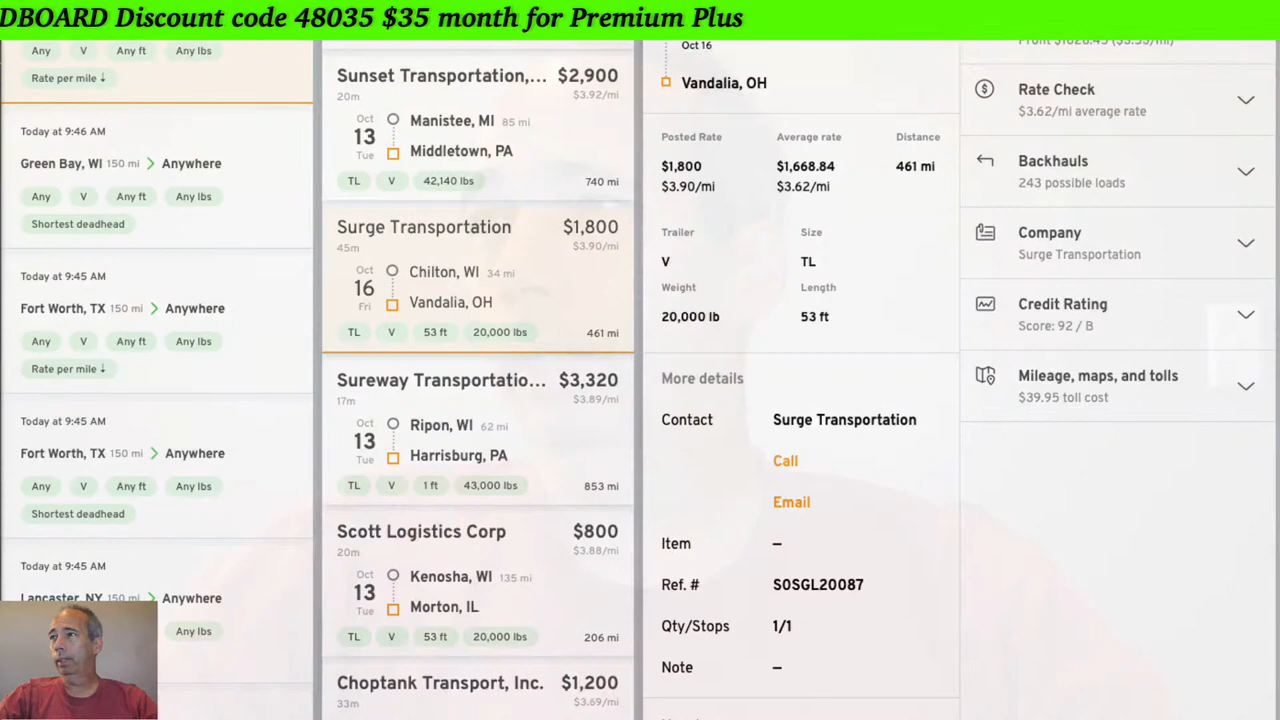 DBOARD Discount code 48035 $35 month for Premium Plus
Any V Any ft Any lbs
Rate per mile ↓
Today at 9:46 AM
Green Bay, WI 150 mi > Anywhere
Any V Any ft Any lbs
Shortest deadhead
Today at 9:45 AM
Fort Worth, TX 150 mi > Anywhere
Any V Any ft Any lbs
Rate per mile ↓
Today at 9:45 AM
Fort Worth, TX 150 mi > Anywhere
Any V Any ft Any lbs
Shortest deadhead
Today at 9:45 AM
Lancaster, NY 150 mi > Anywhere
Any lbs
Sunset Transportation,... $2,900
20m $3.92/mi
Oct 13 Tue
Manistee, MI 85 mi
Middletown, PA
TL V 42,140 lbs 740 mi
Surge Transportation $1,800
45m $3.90/mi
Oct 16 Fri
Chilton, WI 34 mi
Vandalia, OH
TL V 53 ft 20,000 lbs 461 mi
Sureway Transportatio... $3,320
17m $3.89/mi
Oct 13 Tue
Ripon, WI 62 mi
Harrisburg, PA
TL V 1 ft 43,000 lbs 853 mi
Scott Logistics Corp $800
20m $3.88/mi
Oct 13 Tue
Kenosha, WI 135 mi
Morton, IL
TL V 53 ft 20,000 lbs 206 mi
Choptank Transport, Inc. $1,200
33m $3.69/mi
Oct 16
Vandalia, OH
Posted Rate Average rate Distance
$1,800 $1,668.84 461 mi
$3.90/mi $3.62/mi
Trailer Size
V TL
Weight Length
20,000 lb 53 ft
More details
Contact Surge Transportation
Call
Email
Item –
Ref. # S0SGL20087
Qty/Stops 1/1
Note –
Rate Check
$3.62/mi average rate
Backhauls
243 possible loads
Company
Surge Transportation
Credit Rating
Score: 92 / B
Mileage, maps, and tolls
$39.95 toll cost